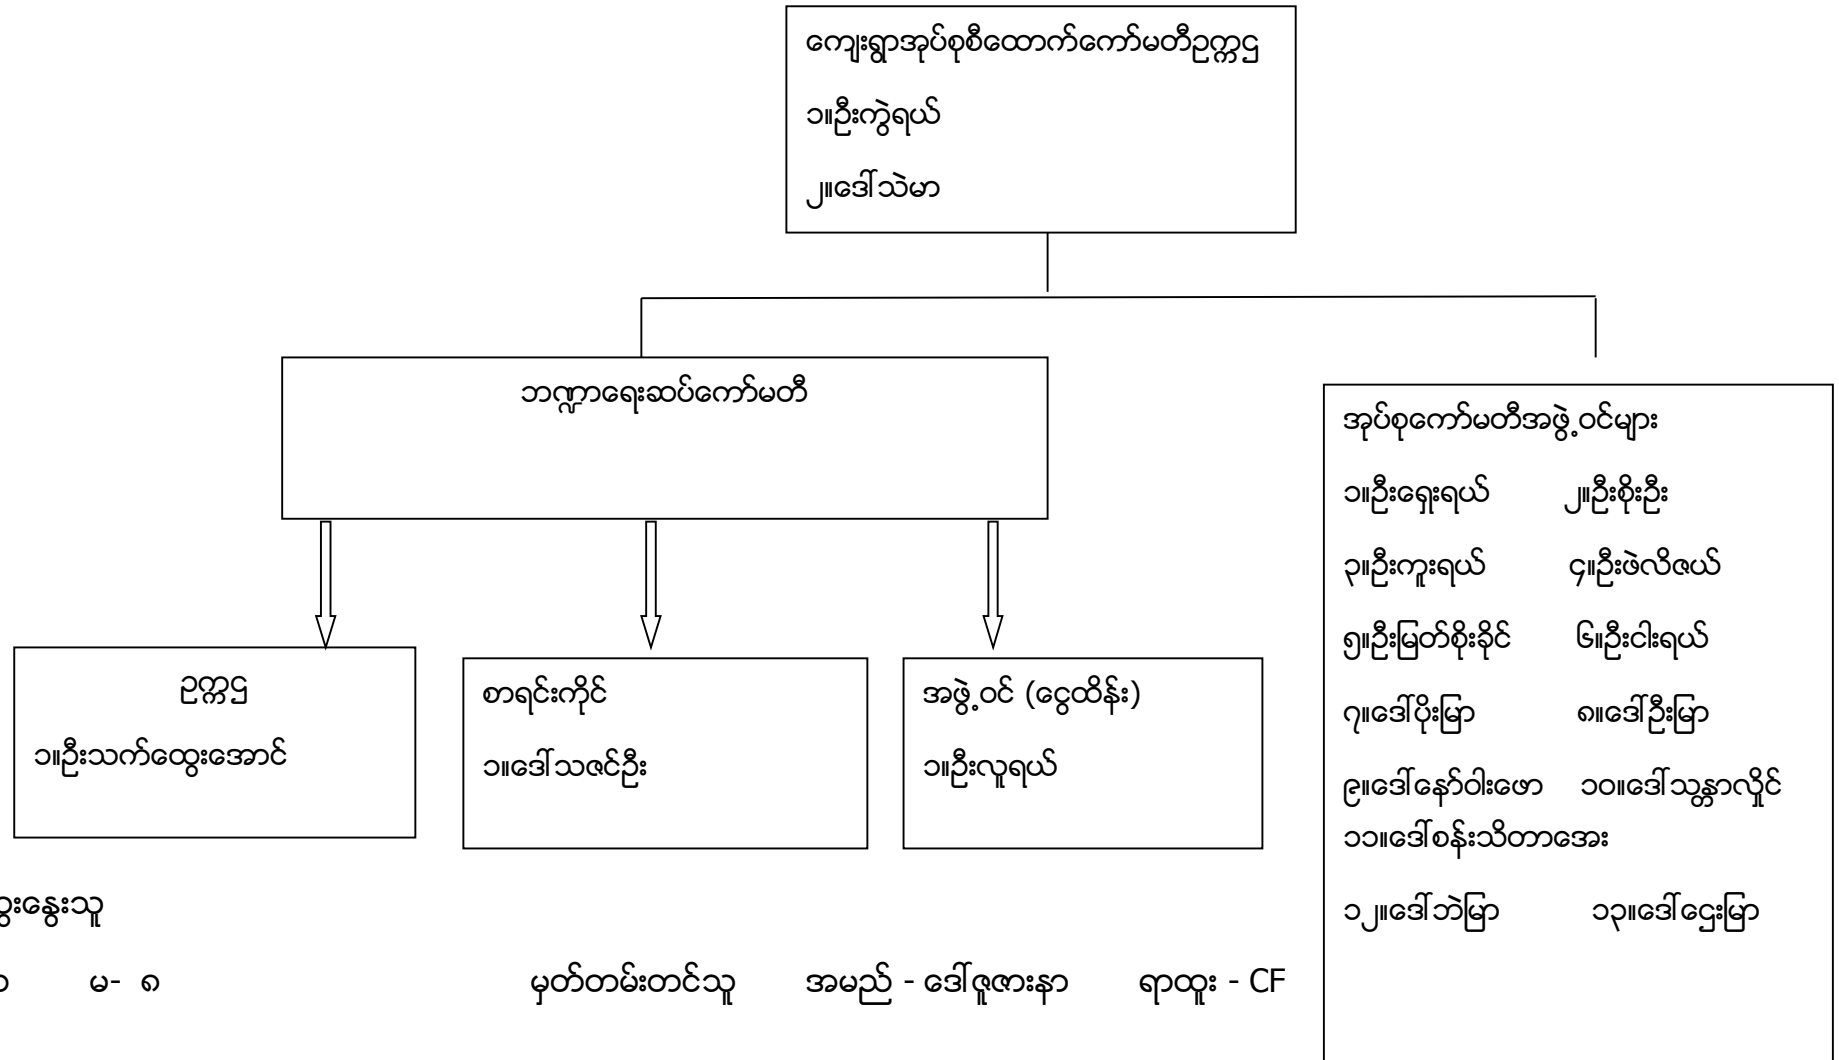 ကျေးရွာအုပ်စုစီထောက်ကော်မတီဥက္ကဌ
၁။ဦးကွဲရယ်
၂။ဒေါ်သဲမာ
ဘဏ္ဍာရေးဆပ်ကော်မတီ
ဥက္ကဌ
၁။ဦးသက်ထွေးအောင်
စာရင်းကိုင်
၁။ဒေါ်သဇင်ဦး
အဖွဲ့ဝင် (ငွေထိန်း)
၁။ဦးလူရယ်
အုပ်စုကော်မတီအဖွဲ့ဝင်များ
၁။ဦးရှေးရယ် ၂။ဦးစိုးဦး
၃။ဦးကူးရယ် ၄။ဦးဖဲလိဇယ်
၅။ဦးမြတ်စိုးခိုင် ၆။ဦးငါးရယ်
၇။ဒေါ်ပိုးမြာ ၈။ဒေါ်ဦးမြာ
၉။ဒေါ်နော်ဝါးဖော ၁၀။ဒေါ်သန္တာလှိုင်
၁၁။ဒေါ်စန်းသိတာအေး
၁၂။ဒေါ်ဘဲမြာ ၁၃။ဒေါ်ဌေးမြာ
နွေးသူ
မ- ၈ မှတ်တမ်းတင်သူ အမည် - ဒေါ်ဇူဇားနာ ရာထူး - CF